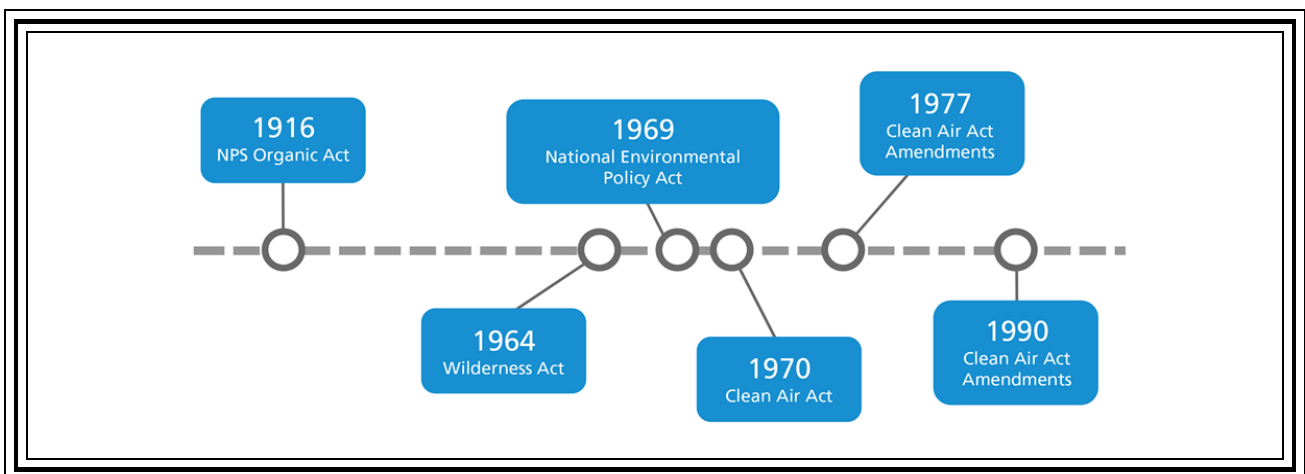 1916
NPS Organic Act
1964
Wilderness Act
1969
National Environmental
Policy Act
1970
Clean Air Act
1977
Clean Air Act
Amendments
1990
Clean Air Act
Amendments